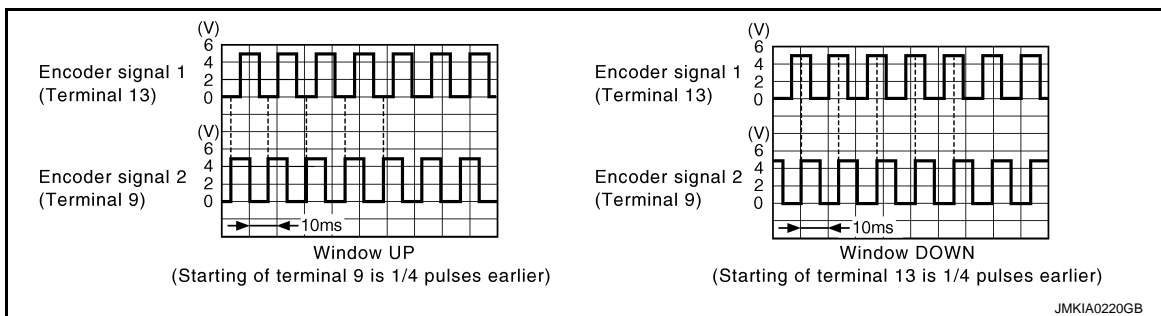 (V)
6
4
2
0
Encoder signal 1
(Terminal 13)
(V)
6
4
2
0
Encoder signal 2
(Terminal 9)
10ms
Window UP
(Starting of terminal 9 is 1/4 pulses earlier)
(V)
6
4
2
0
Encoder signal 1
(Terminal 13)
(V)
6
4
2
0
Encoder signal 2
(Terminal 9)
10ms
Window DOWN
(Starting of terminal 13 is 1/4 pulses earlier)
JMKIA0220GB